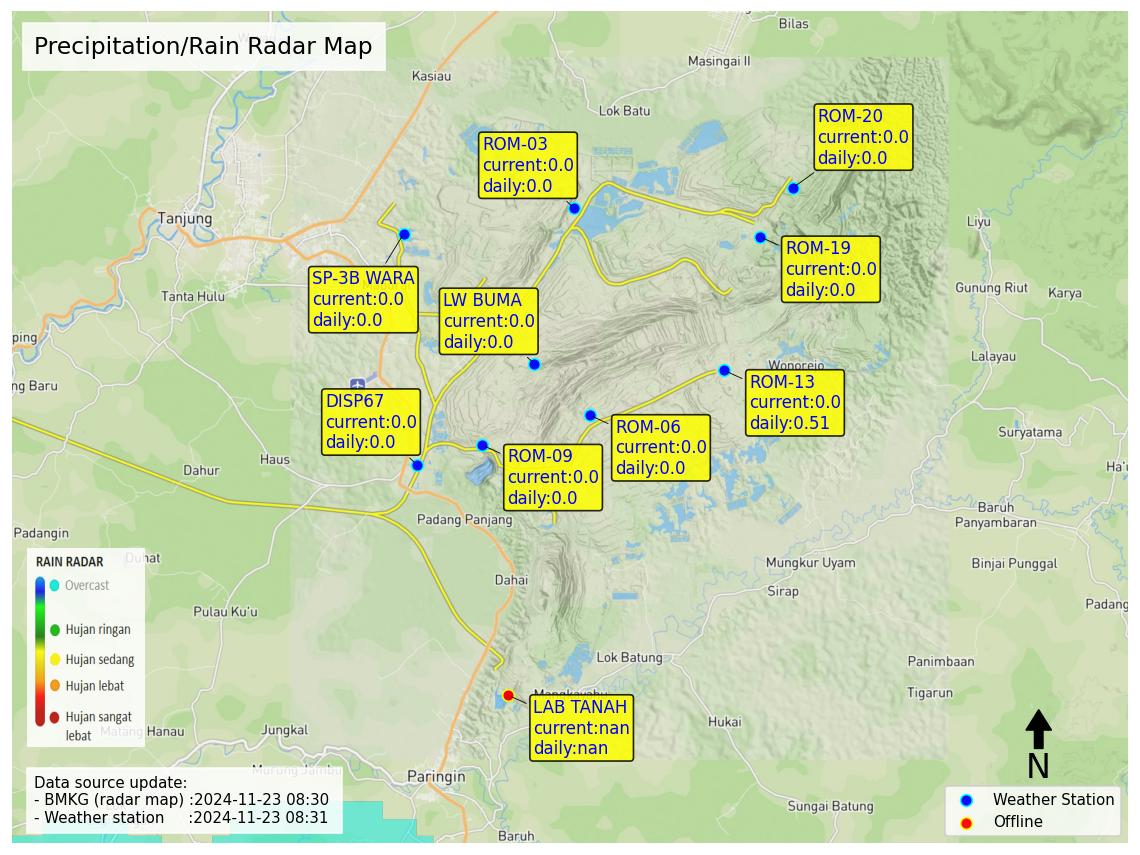 Precipitation/Rain Radar Map
Bilas
Masingai II
Kasiau
Lok Batu
ROM-20
current:0.0
daily:0.0
ROM-03
current:0.0
daily:0.0
Tanjung
Liyu
ROM-19
current:0.0
daily:0.0
SP-3B WARA
current:0.0
daily:0.0
Tanta Hulu
LW BUMA
current:0.0
daily:0.0
Gunung Riut
Karya
ping
Lalayau
Wonorejo
ng Baru
ROM-13
current:0.0
daily:0.51
DISP67
current:0.0
daily:0.0
ROM-06
current:0.0
daily:0.0
Suryatama
ROM-09
current:0.0
daily:0.0
Haus
Dahur
Ha'u
Baruh
Panyambaran
Padang Panjang
Padangin
Duhat
Mungkur Uyam
Binjai Punggal
RAIN RADAR
Overcast
Hujan ringan
Hujan sedang
Hujan lebat
Hujan sangat
lebat
Dahai
Sirap
Padang
Pulau Ku'u
Lok Batung
Panimbaan
Tigarun
Mangkayahu
LAB TANAH
current:nan
daily:nan
Matang Hanau
Jungkal
Hukai
Murung Jambu
Paringin
N
Data source update:
- BMKG (radar map) :2024-11-23 08:30
- Weather station :2024-11-23 08:31
Sungai Batung
Baruh
Weather Station
Offline